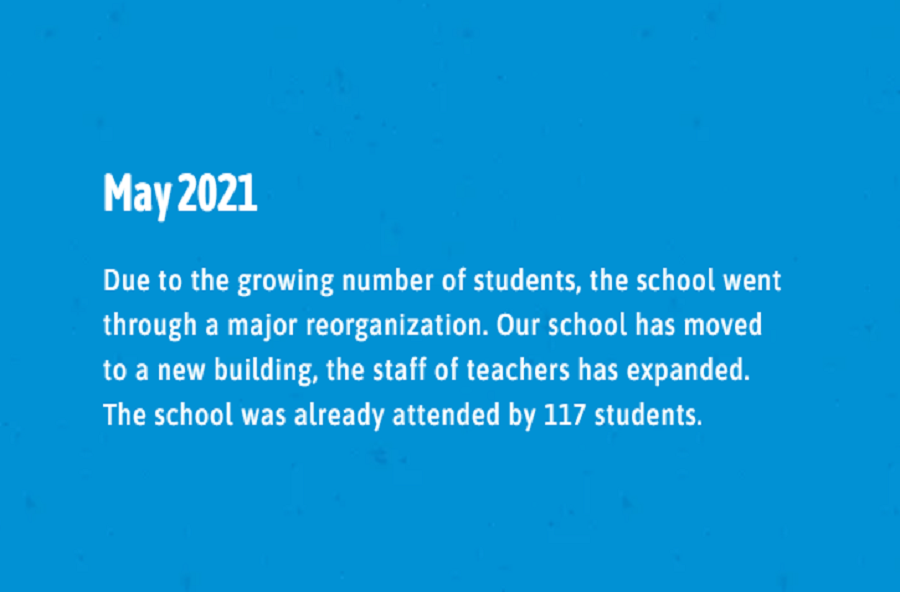 May 2021
Due to the growing number of students, the school went
through a major reorganization. Our school has moved
to a new building, the staff of teachers has expanded.
The school was already attended by 117 students.